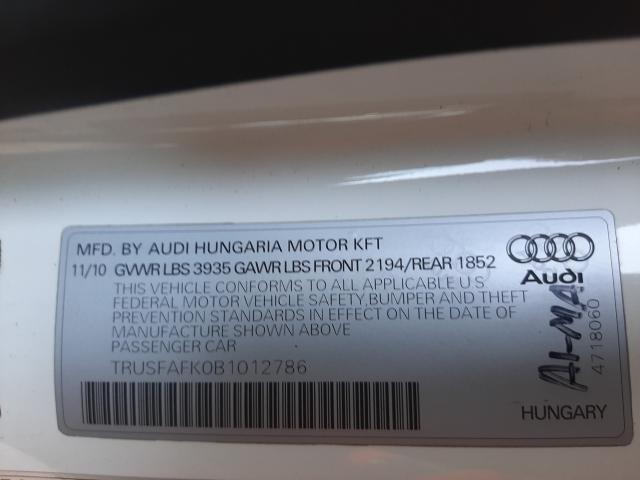 MFD. BY AUDI HUNGARIA MOTOR KFT
11/10 GVWR LBS 3935 GAWR LBS FRONT 2194/REAR 1852
THIS VEHICLE CONFORMS TO ALL APPLICABLE U S
FEDERAL MOTOR VEHICLE SAFETY,BUMPER AND THEFT
PREVENTION STANDARDS IN EFFECT ON THE DATE OF
MANUFACTURE SHOWN ABOVE
PASSENGER CAR
TRUSFAFK0B1012786
Audi
AI-MA
4718060
HUNGARY